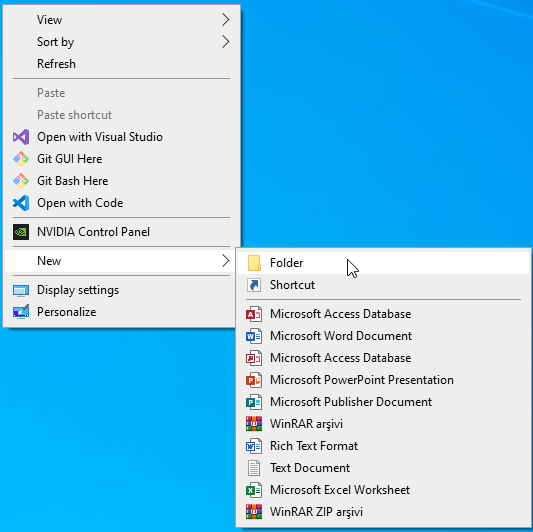 View
Sort by
Refresh
Paste
Paste shortcut
Open with Visual Studio
Git GUI Here
Git Bash Here
Open with Code
NVIDIA Control Panel
New
Display settings
Personalize
Folder
Shortcut
Microsoft Access Database
Microsoft Word Document
Microsoft Access Database
Microsoft PowerPoint Presentation
Microsoft Publisher Document
WinRAR arşivi
Rich Text Format
Text Document
Microsoft Excel Worksheet
WinRAR ZIP arşivi